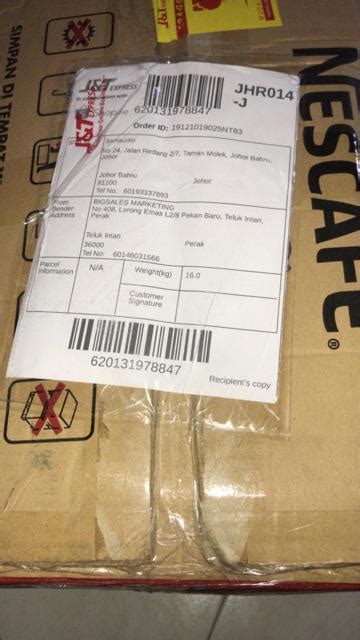 J&T EXPRESS
JHR014
-J
620131978847
Order ID: 19121019025NT83
Samsuddin
No 24, Jalan Redang 2/7, Taman Molek, Johor Bahru,
Johor
Johor Bahru
81100 Johor
Tel No: 60193337893
From
Sender
Address
BIGSALES MARKETING
No 408, Lorong Emas L2/8 Pekan Baru, Teluk Intan,
Perak
Teluk Intan
36000 Perak
Tel No: 60146031566
Parcel
Information
N/A
Weight(kg) 16.0
Customer
Signature
620131978847
Recipient's copy
J&T EXPRESS
NESCAFÉ
®
SIMPAN DI TEMPAT